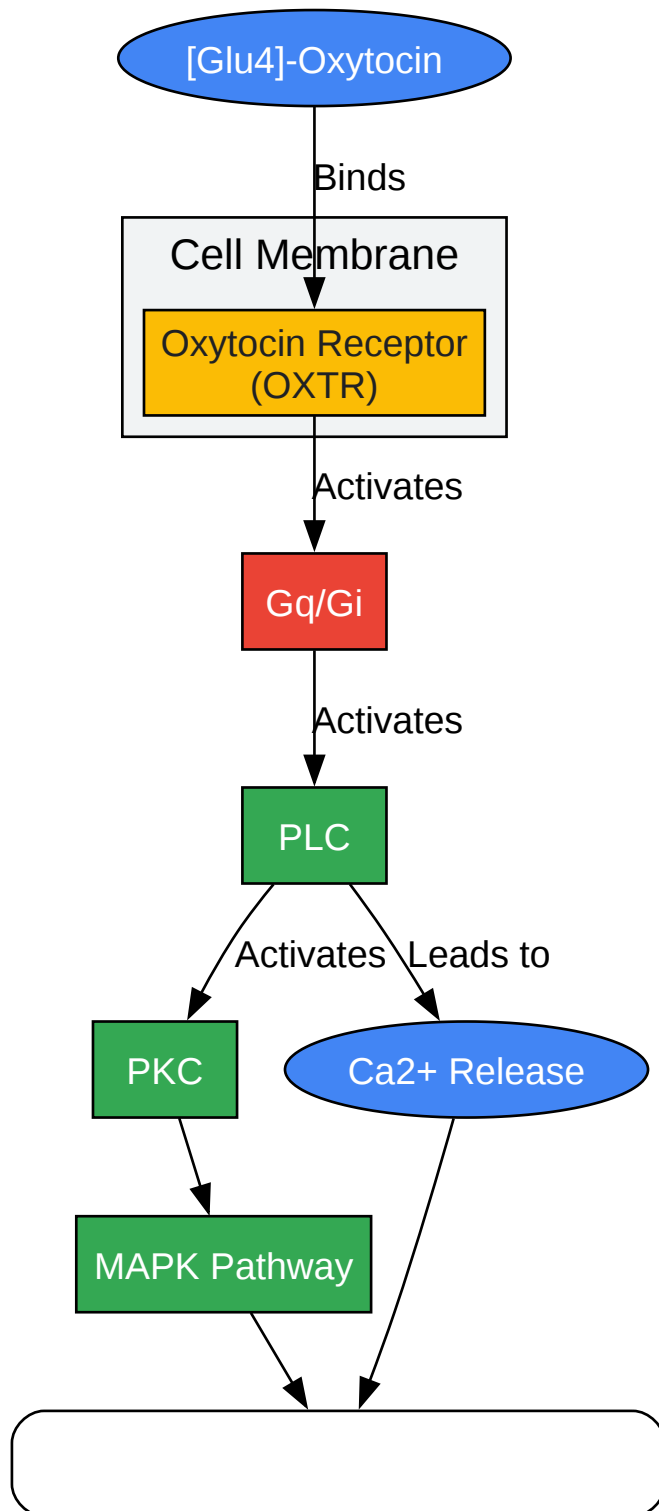 [Glu4]-Oxytocin
Binds
Cell Membrane
Oxytocin Receptor
(OXTR)
Activates
Gq/Gi
Activates
PLC
Activates
Leads to
PKC
Ca2+ Release
MAPK Pathway